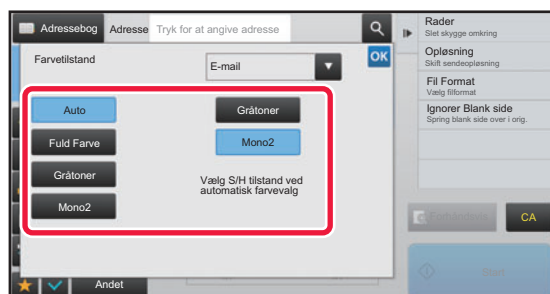 Adressebog Adresse Tryk for at angive adresse
Farvetilstand
E-mail
OK
Auto
Fuld Farve
Gråtoner
Mono2
Gråtoner
Mono2
Vælg S/H tilstand ved
automatisk farvevalg
Andet
Rader
Slet skygge omkring
Opløsning
Skift sendeopløsning
Fil Format
Vælg filformat
Ignorer Blank side
Spring blank side over i orig.
CA
Start